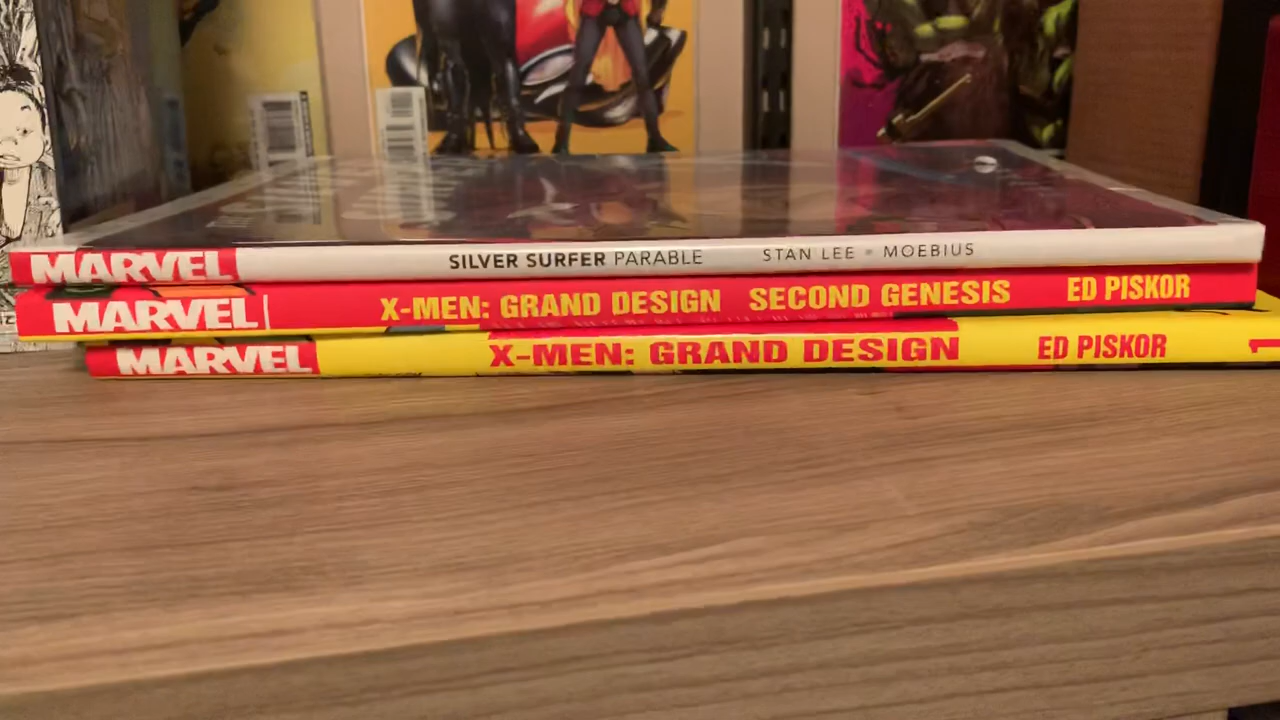 MARVEL SILVER SURFER PARABLE STAN LEE • MOEBIUS
MARVEL X-MEN: GRAND DESIGN SECOND GENESIS ED PISKOR
MARVEL X-MEN: GRAND DESIGN ED PISKOR 1